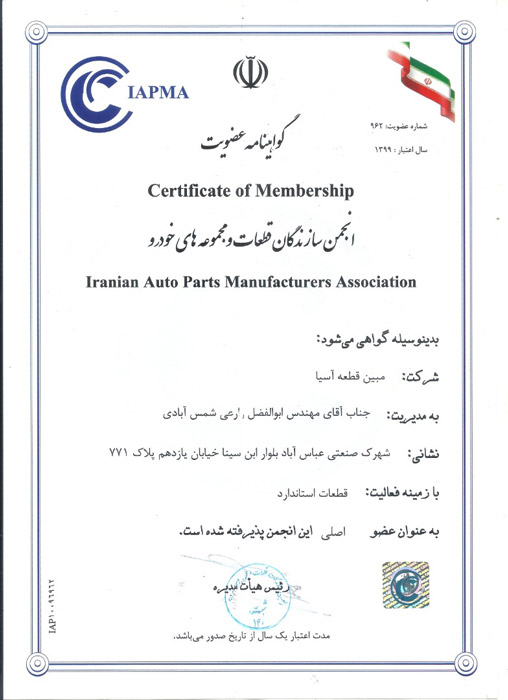 IAPMA
شماره عضویت: ۹۶۲
سال اعتبار : ۱۳۹۹
گواهینامه عضویت
Certificate of Membership
انجمن سازندگان قطعات و مجموعه های خودرو
Iranian Auto Parts Manufacturers Association
بدینوسیله گواهی می‌شود:
شرکت: مبین قطعه آسیا
به مدیریت: جناب آقای مهندس ابوالفضل زارعی شمس آبادی
نشانی: شهرک صنعتی عباس آباد بلوار ابن سینا خیابان یازدهم پلاک ۷۷۱
با زمینه فعالیت: قطعات استاندارد
به عنوان عضو اصلی این انجمن پذیرفته شده است.
رئیس هیأت مدیره
مدت اعتبار یک سال از تاریخ صدور می‌باشد.
IAP۱۰۰۹۶۹۶۲